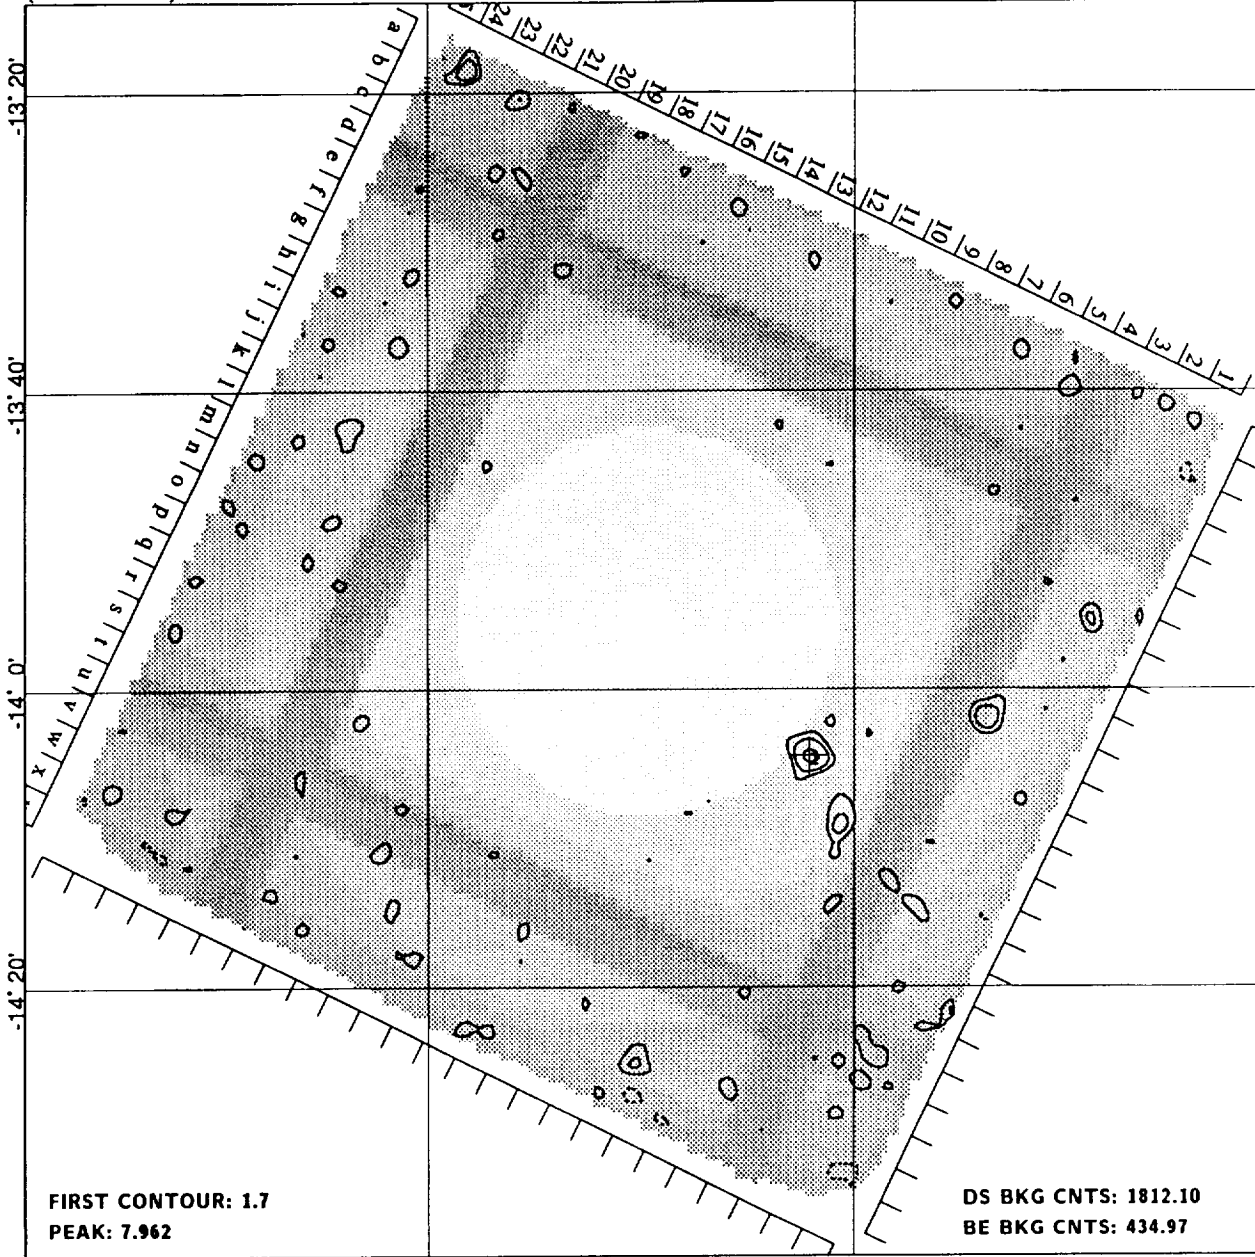 24 23 22 21 20 19 18 17 16 15 14 13 12 11 10 9 8 7 6 5 4 3 2 1
a b c d e f g h i j k l m n o p q r s t u v w x
-13° 20'
-13° 40'
-14° 0'
-14° 20'
FIRST CONTOUR: 1.7
PEAK: 7.962
DS BKG CNTS: 1812.10
BE BKG CNTS: 434.97